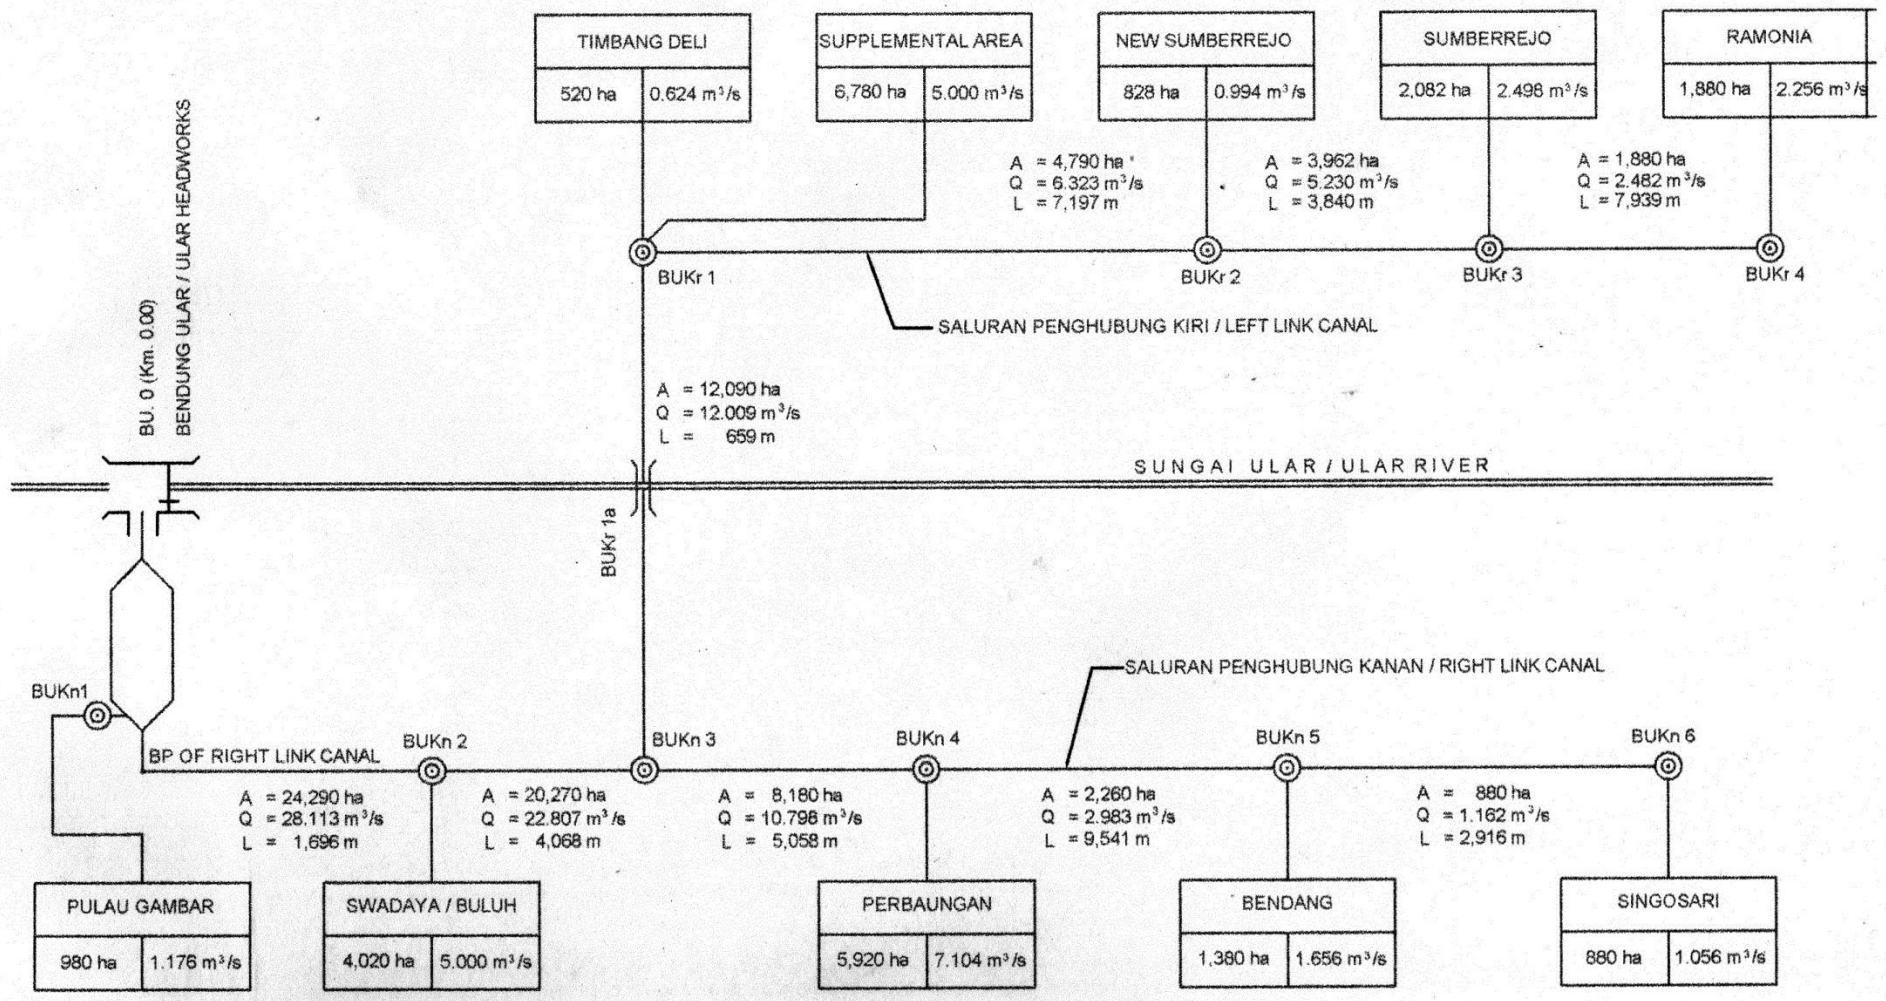 TIMBANG DELI
520 ha 0.624 m³/s
SUPPLEMENTAL AREA
6,780 ha 5.000 m³/s
NEW SUMBERREJO
828 ha 0.994 m³/s
SUMBERREJO
2,082 ha 2.498 m³/s
RAMONIA
1,880 ha 2.256 m³/s
A = 4,790 ha
Q = 6.323 m³/s
L = 7,197 m
A = 3,962 ha
Q = 5.230 m³/s
L = 3,840 m
A = 1,880 ha
Q = 2.482 m³/s
L = 7,939 m
BUKr 1
BUKr 2
BUKr 3
BUKr 4
SALURAN PENGHUBUNG KIRI / LEFT LINK CANAL
BU. 0 (Km. 0.00)
BENDUNG ULAR / ULAR HEADWORKS
A = 12,090 ha
Q = 12.009 m³/s
L = 659 m
SUNGAI ULAR / ULAR RIVER
BUKr 1a
SALURAN PENGHUBUNG KANAN / RIGHT LINK CANAL
BUKn1
BP OF RIGHT LINK CANAL
BUKn 2
BUKn 3
BUKn 4
BUKn 5
BUKn 6
A = 24,290 ha
Q = 28.113 m³/s
L = 1,696 m
A = 20,270 ha
Q = 22.807 m³/s
L = 4,068 m
A = 8,180 ha
Q = 10.798 m³/s
L = 5,058 m
A = 2,260 ha
Q = 2.983 m³/s
L = 9,541 m
A = 880 ha
Q = 1.162 m³/s
L = 2,916 m
PULAU GAMBAR
980 ha 1.176 m³/s
SWADAYA / BULUH
4,020 ha 5.000 m³/s
PERBAUNGAN
5,920 ha 7.104 m³/s
BENDANG
1,380 ha 1.656 m³/s
SINGOSARI
880 ha 1.056 m³/s